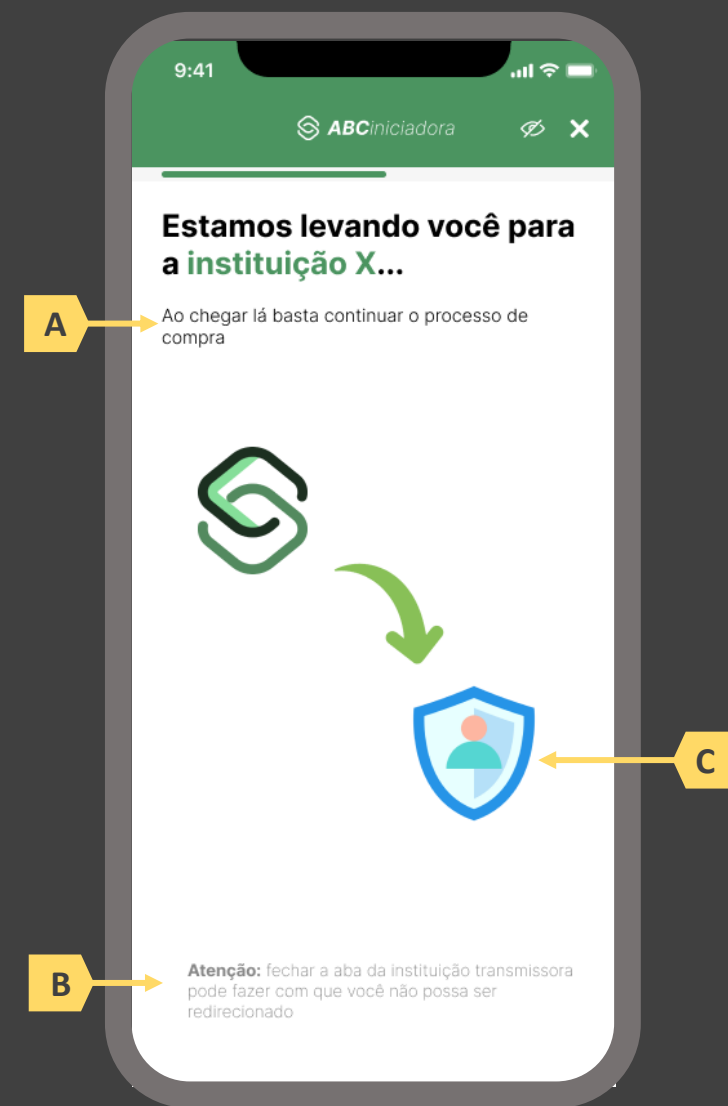 9:41
ABCiniciadora
Estamos levando você para
a instituição X...
A
Ao chegar lá basta continuar o processo de
compra
C
B
Atenção: fechar a aba da instituição transmissora
pode fazer com que você não possa ser
redirecionado